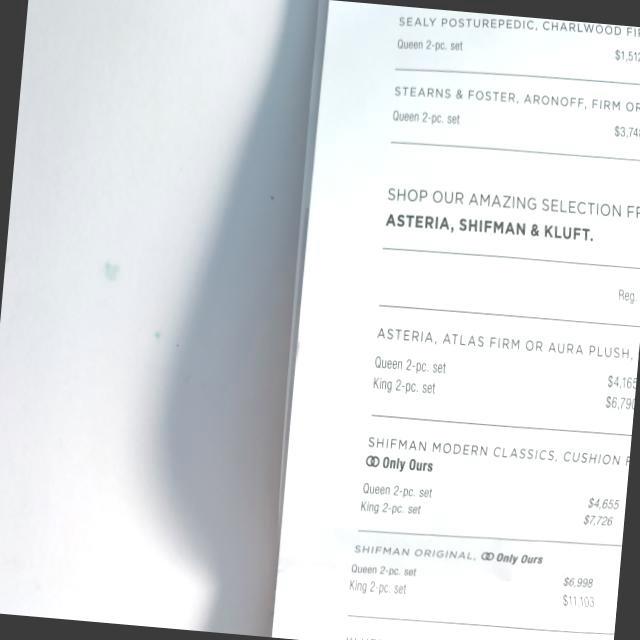 SEALY POSTUREPEDIC, CHARLWOOD
Queen 2-pc. set
STEARNS & FOSTER, ARONOFF, FIRM OR
Queen 2-pc. set
SHOP OUR AMAZING SELECTION
ASTERIA, SHIFMAN & KLUFT.
Reg.
ASTERIA, ATLAS FIRM OR AURA PLUSH,
Queen 2-pc. set $4,165
King 2-pc. set
SHIFMAN MODERN CLASSICS, CUSHION
Only Ours
Queen 2-pc. set $4,655
King 2-pc. set $7,726
SHIFMAN ORIGINAL, Only Ours
Queen 2-pc. set $6,998
King 2-pc. set $11,103